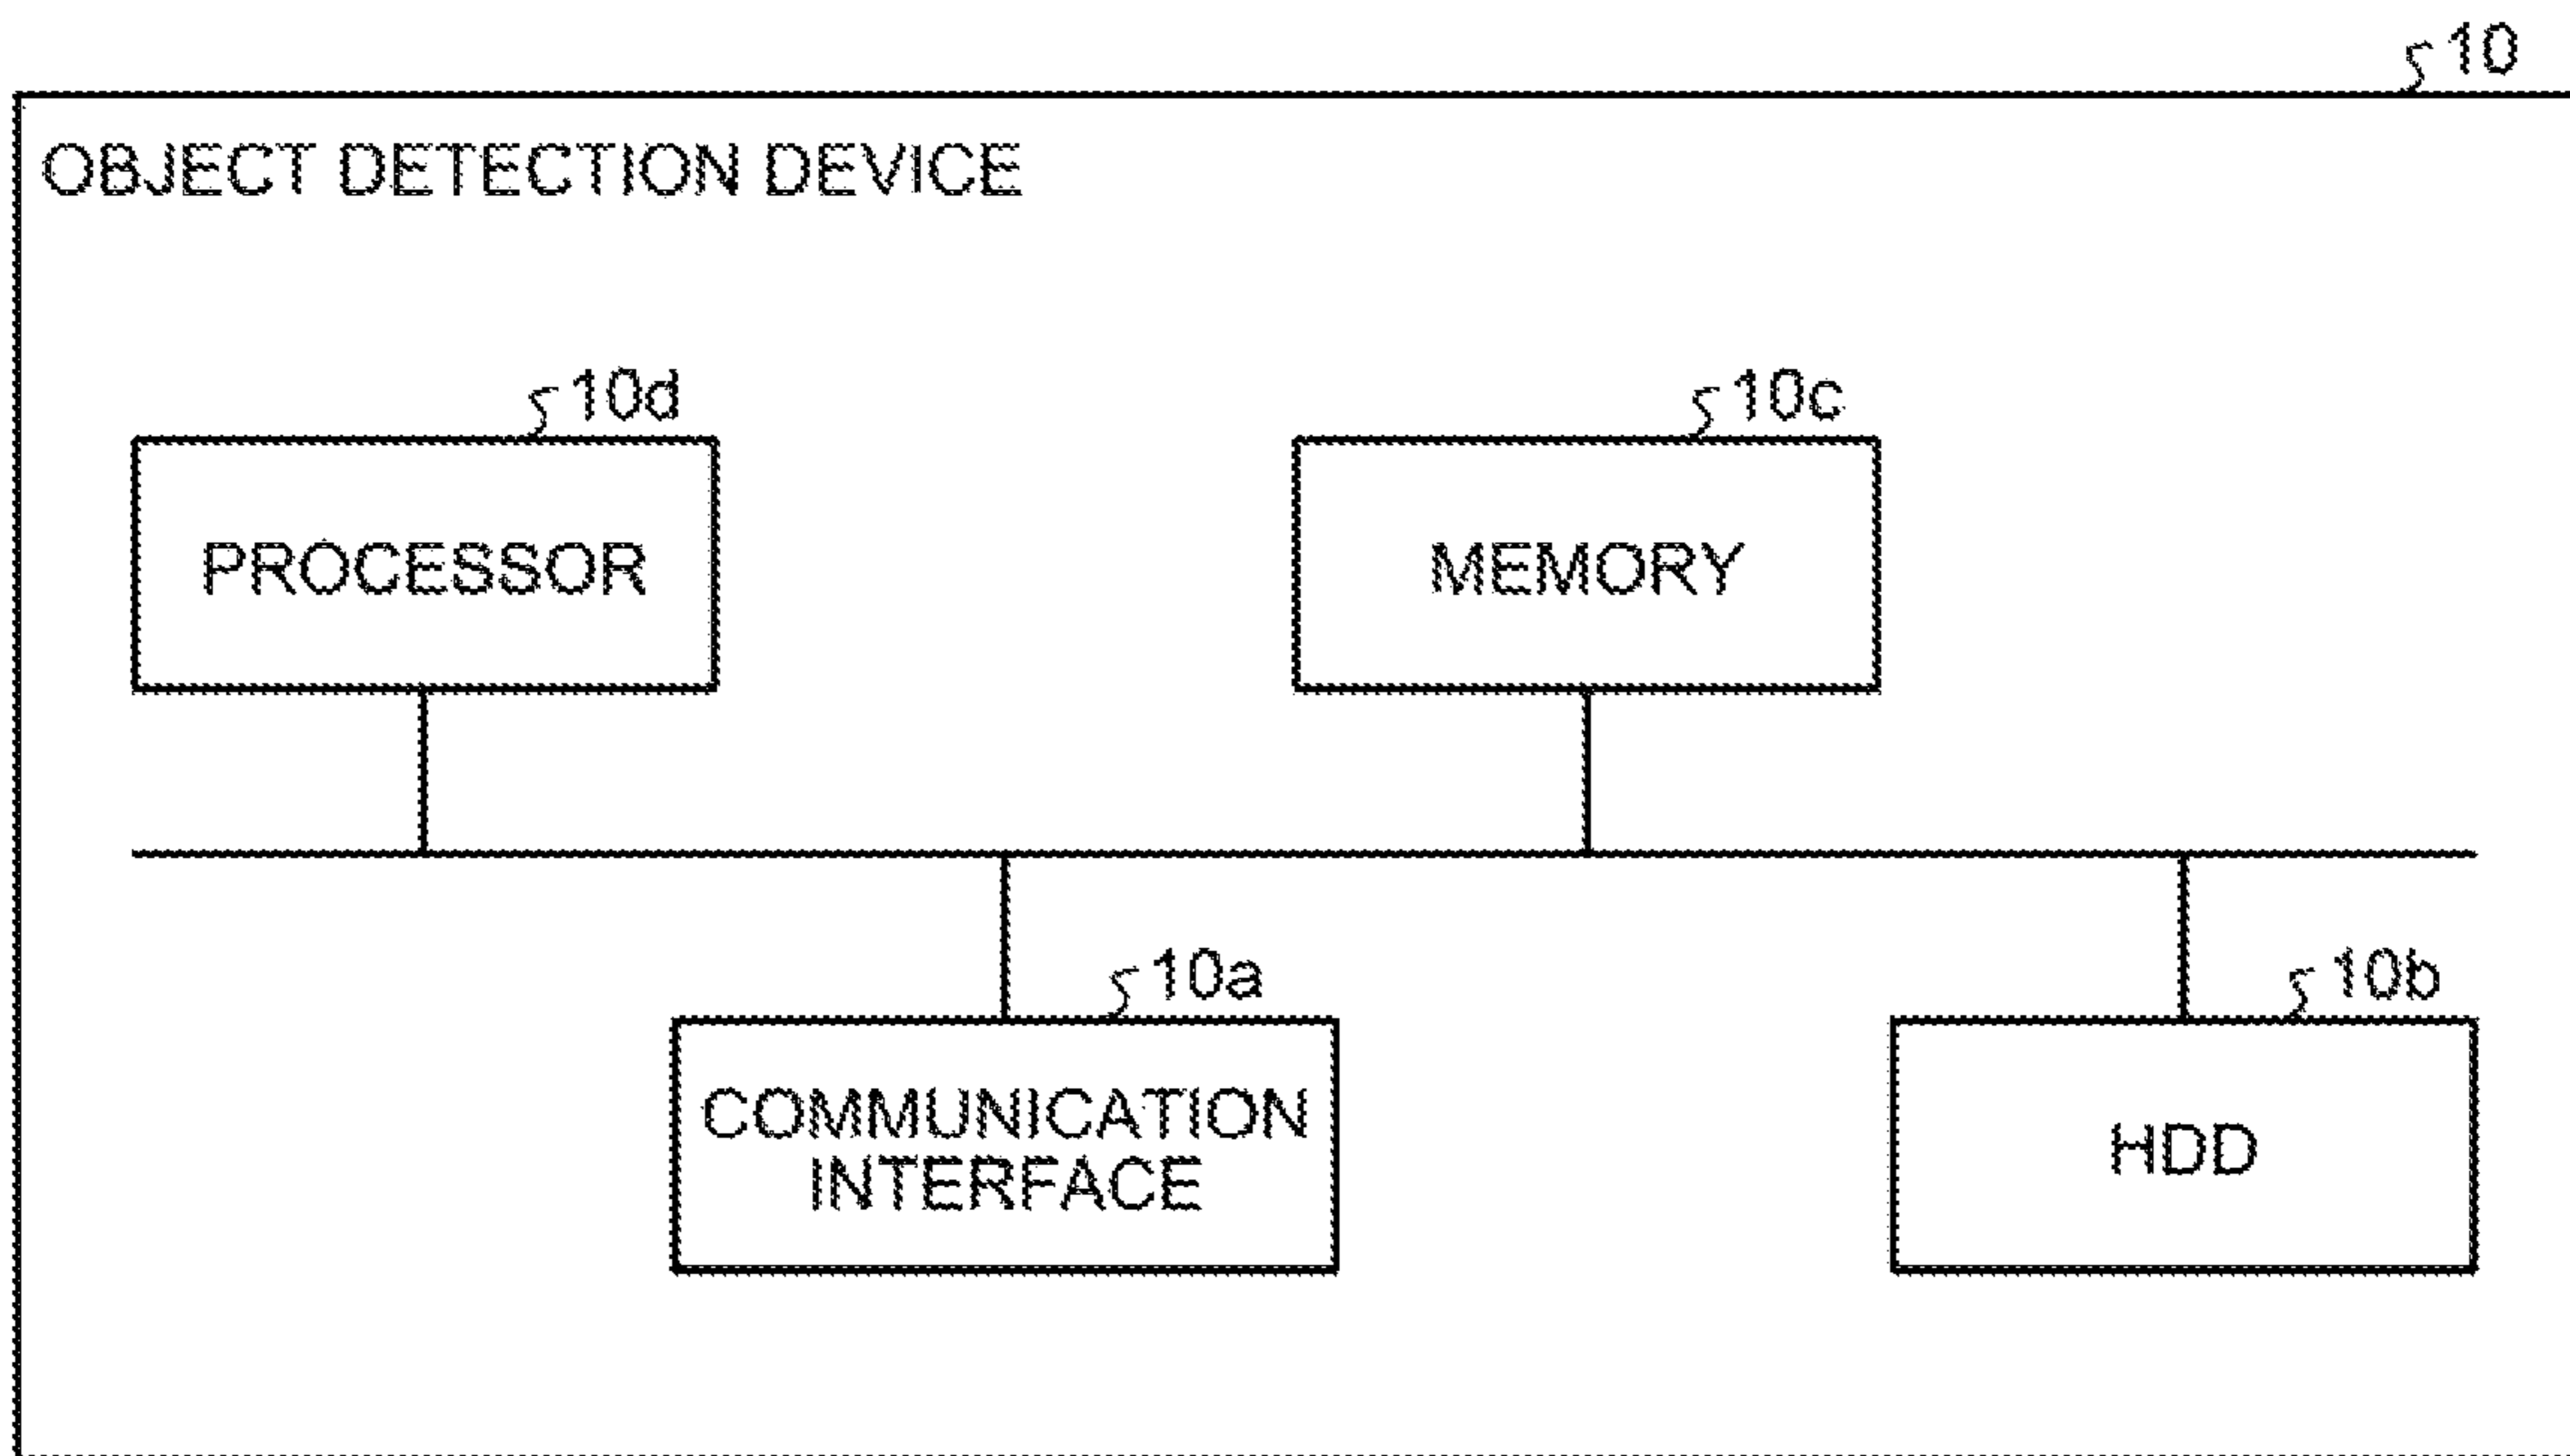 10
OBJECT DETECTION DEVICE
10d
10c
PROCESSOR
MEMORY
10a
10b
COMMUNICATION
INTERFACE
HDD